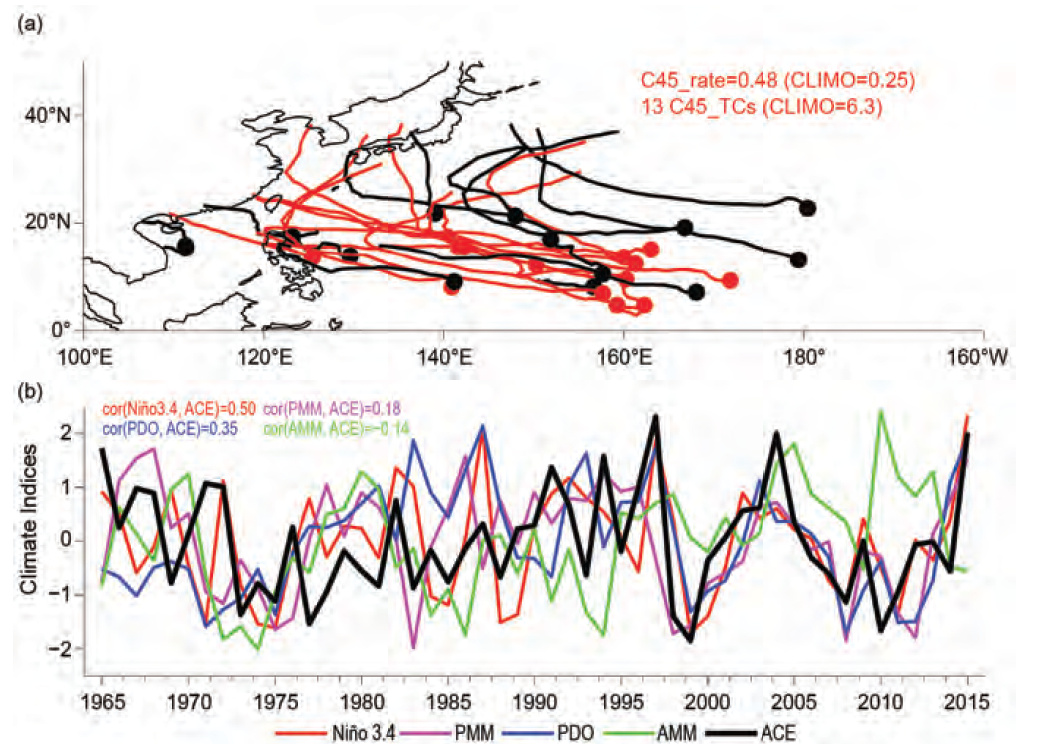 (a)
C45_rate=0.48 (CLIMO=0.25)
13 C45_TCs (CLIMO=6.3)
40°N
20°N
0°
100°E 120°E 140°E 160°E 180° 160°W
(b)
cor(Niño3.4, ACE)=0.50 cor(PMM, ACE)=0.18
cor(PDO, ACE)=0.35 cor(AMM, ACE)=−0.14
Climate Indices
2
1
0
−1
−2
1965 1970 1975 1980 1985 1990 1995 2000 2005 2010 2015
Niño 3.4 PMM PDO AMM ACE